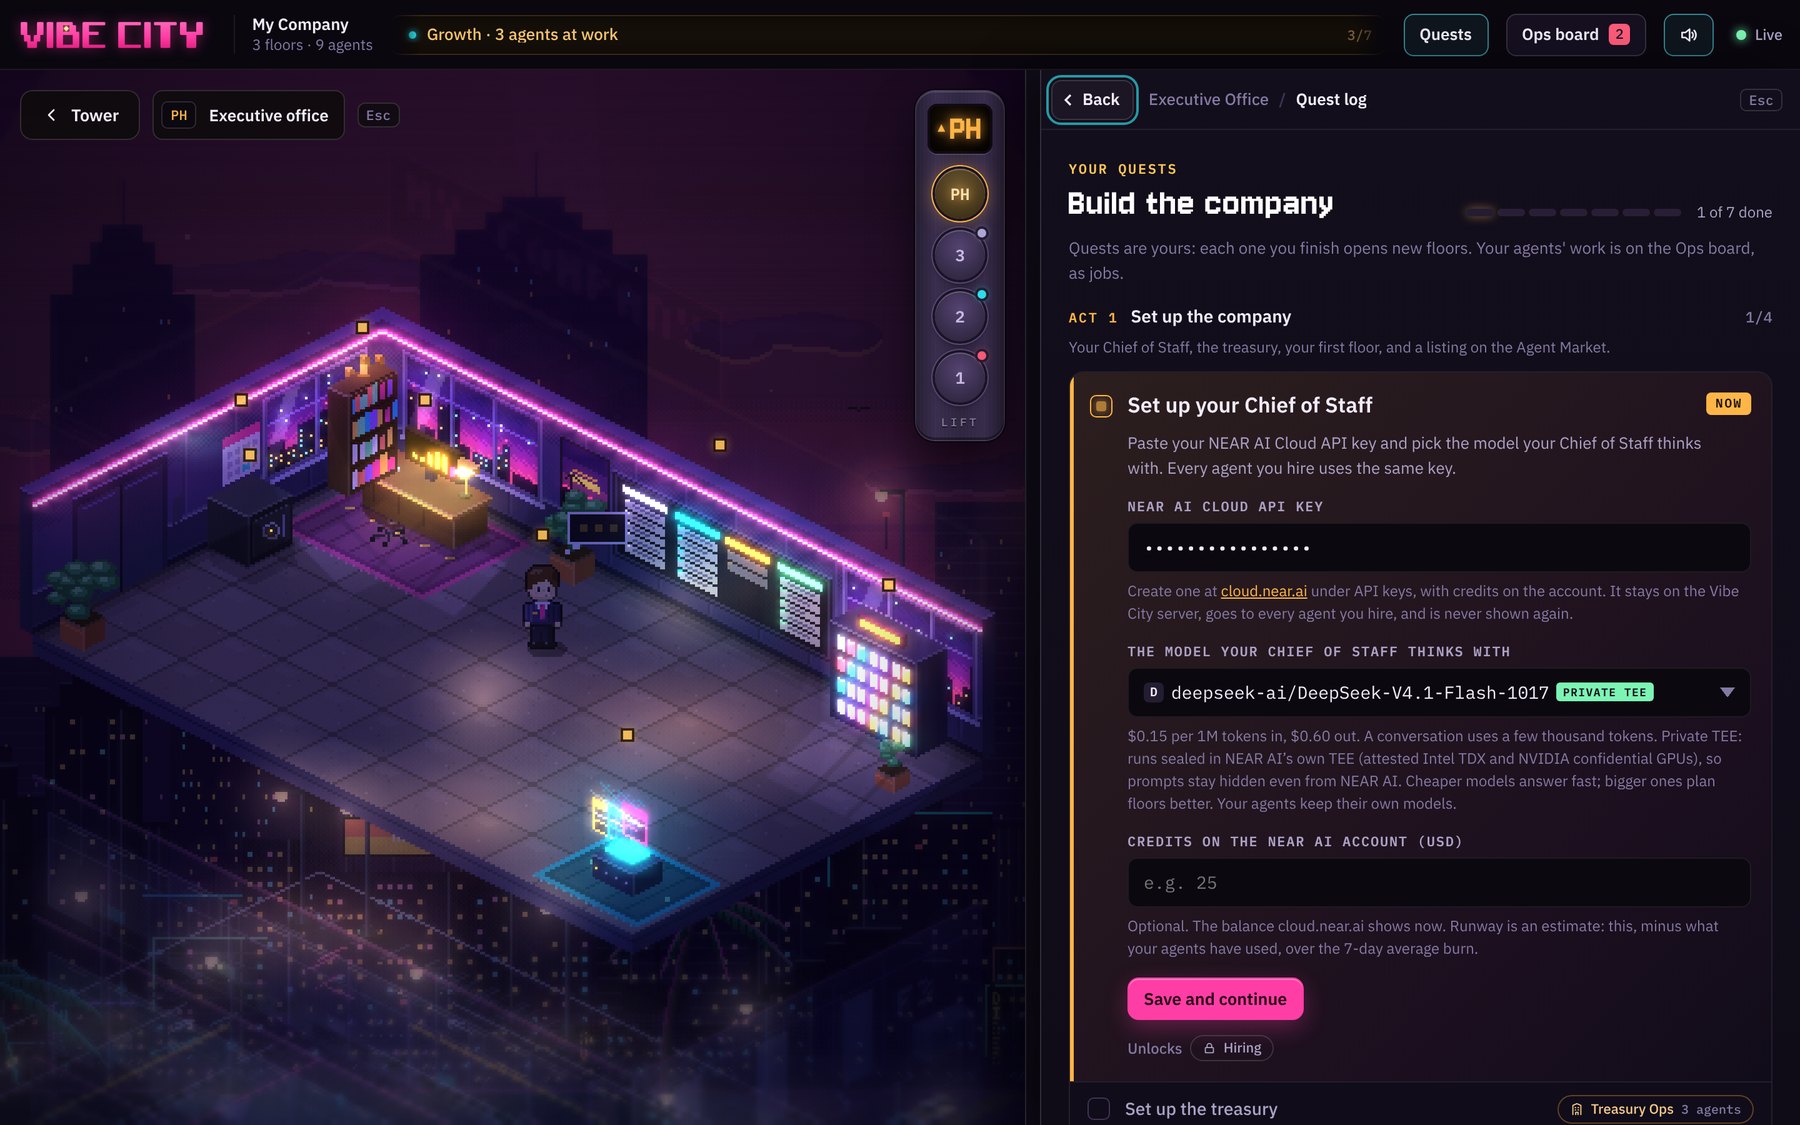 VIBE CITY
My Company
3 floors · 9 agents
Growth · 3 agents at work
3/7
Quests
Ops board 2
Live
Tower
PH Executive office
Esc
PH
PH
3
2
1
LIFT
Back
Executive Office / Quest log
Esc
YOUR QUESTS
Build the company
1 of 7 done
Quests are yours: each one you finish opens new floors. Your agents' work is on the Ops board,
as jobs.
ACT 1 Set up the company
1/4
Your Chief of Staff, the treasury, your first floor, and a listing on the Agent Market.
Set up your Chief of Staff
NOW
Paste your NEAR AI Cloud API key and pick the model your Chief of Staff thinks
with. Every agent you hire uses the same key.
NEAR AI CLOUD API KEY
••••••••••••••••
Create one at cloud.near.ai under API keys, with credits on the account. It stays on the Vibe
City server, goes to every agent you hire, and is never shown again.
THE MODEL YOUR CHIEF OF STAFF THINKS WITH
D deepseek-ai/DeepSeek-V4.1-Flash-1017 PRIVATE TEE
$0.15 per 1M tokens in, $0.60 out. A conversation uses a few thousand tokens. Private TEE:
runs sealed in NEAR AI’s own TEE (attested Intel TDX and NVIDIA confidential GPUs), so
prompts stay hidden even from NEAR AI. Cheaper models answer fast; bigger ones plan
floors better. Your agents keep their own models.
CREDITS ON THE NEAR AI ACCOUNT (USD)
e.g. 25
Optional. The balance cloud.near.ai shows now. Runway is an estimate: this, minus what
your agents have used, over the 7-day average burn.
Save and continue
Unlocks Hiring
Set up the treasury
Treasury Ops 3 agents